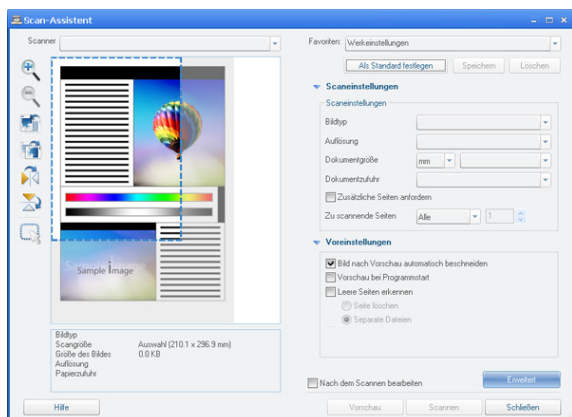 Scan-Assistent
Scanner
Favoriten: Werkeinstellungen
Als Standard festlegen Speichern Löschen
Scaneinstellungen
Scaneinstellungen
Bildtyp
Auflösung
Dokumentgröße mm
Dokumentzufuhr
Zusätzliche Seiten anfordern
Zu scannende Seiten Alle 1
Voreinstellungen
Bild nach Vorschau automatisch beschneiden
Vorschau bei Programmstart
Leere Seiten erkennen
Seite löschen
Separate Dateien
Sample image
Bildtyp
Scangröße Auswahl (210.1 x 296.9 mm)
Größe des Bildes 0.0 KB
Auflösung
Papierzufuhr
Nach dem Scannen bearbeiten Erweitert
Hilfe Vorschau Scannen Schließen